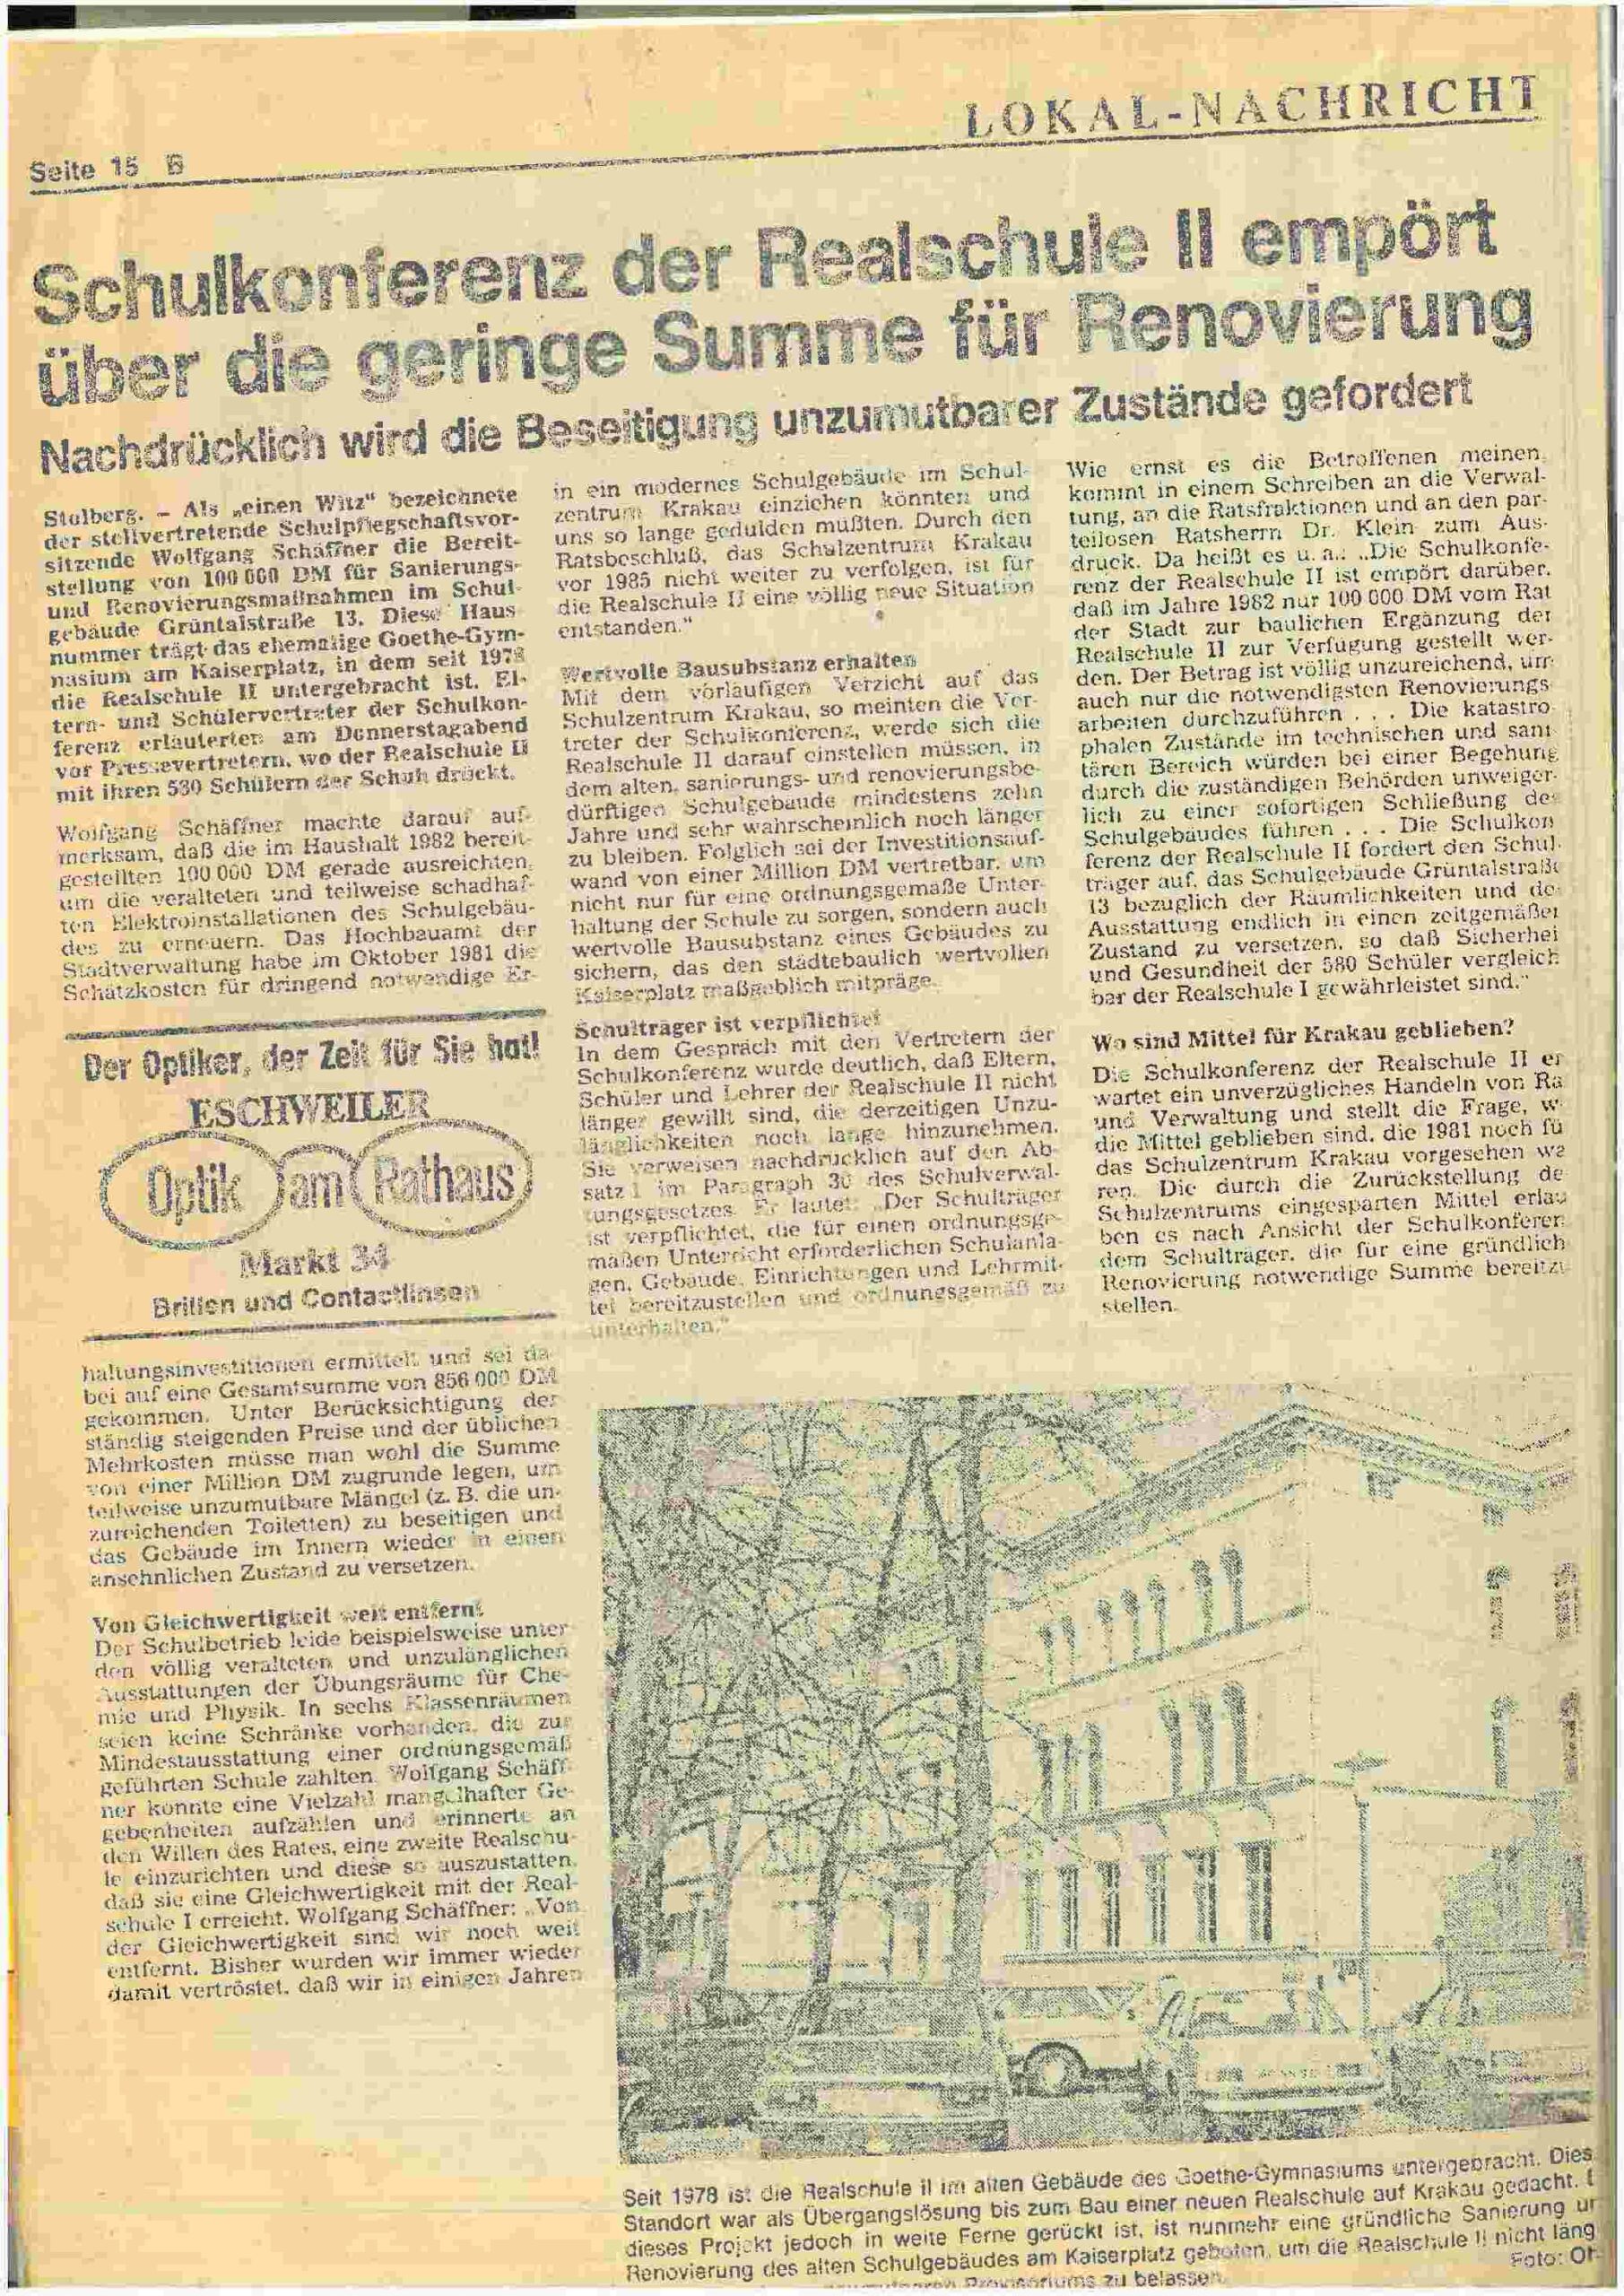 LOKAL-NACHRICHT
Seite 15 B
Schulkonferenz der Realschule II empört
über die geringe Summe für Renovierung
Nachdrücklich wird die Beseitigung unzumutbarer Zustände gefordert
Stolberg. – Als „einen Witz“ bezeichnete
der stellvertretende Schulpflegschaftsvor-
sitzende Wolfgang Schäffner die Bereit-
stellung von 100 000 DM für Sanierungs-
und Renovierungsmaßnahmen im Schul-
gebäude Grüntalstraße 13. Diese Haus-
nummer trägt das ehemalige Goethe-Gym-
nasium am Kaiserplatz, in dem seit 1978
die Realschule II untergebracht ist. El-
tern- und Schülervertreter der Schulkon-
ferenz erläuterten am Donnerstagabend
vor Pressevertretern, wo der Realschule II
mit ihren 530 Schülern der Schuh drückt.
Wolfgang Schäffner machte darauf auf-
merksam, daß die im Haushalt 1982 bereit-
gestellten 100 000 DM gerade ausreichten,
um die veralteten und teilweise schadhaf-
ten Elektroinstallationen des Schulgebäu-
des zu erneuern. Das Hochbauamt der
Stadtverwaltung habe im Oktober 1981 die
Schätzkosten für dringend notwendige Er-
Der Optiker, der Zeit für Sie hat!
ESCHWEILER
Optik am Rathaus
Markt 34
Brillen und Contactlinsen
haltungsinvestitionen ermittelt und sei da-
bei auf eine Gesamtsumme von 856 000 DM
gekommen. Unter Berücksichtigung der
ständig steigenden Preise und der üblichen
Mehrkosten müsse man wohl die Summe
von einer Million DM zugrunde legen, um
teilweise unzumutbare Mängel (z. B. die un-
zureichenden Toiletten) zu beseitigen und
das Gebäude im Innern wieder in einen
ansehnlichen Zustand zu versetzen.
Von Gleichwertigkeit weit entfernt
Der Schulbetrieb leide beispielsweise unter
den völlig veralteten und unzulänglichen
Ausstattungen der Übungsräume für Che-
mie und Physik. In sechs Klassenräumen
seien keine Schränke vorhanden, die zur
Mindestausstattung einer ordnungsgemäß
geführten Schule zählten. Wolfgang Schäff-
ner konnte eine Vielzahl mangelhafter Ge-
gebenheiten aufzählen und erinnerte an
den Willen des Rates, eine zweite Realschu-
le einzurichten und diese so auszustatten,
daß sie eine Gleichwertigkeit mit der Real-
schule I erreicht. Wolfgang Schäffner: „Von
der Gleichwertigkeit sind wir noch weit
entfernt. Bisher wurden wir immer wieder
damit vertröstet, daß wir in einigen Jahren
in ein modernes Schulgebäude im Schul-
zentrum Krakau einziehen könnten und
uns so lange gedulden müßten. Durch den
Ratsbeschluß, das Schulzentrum Krakau
vor 1985 nicht weiter zu verfolgen, ist für
die Realschule II eine völlig neue Situation
entstanden.“
Wertvolle Bausubstanz erhalten
Mit dem vorläufigen Verzicht auf das
Schulzentrum Krakau, so meinten die Ver-
treter der Schulkonferenz, werde sich die
Realschule II darauf einstellen müssen, in
dem alten, sanierungs- und renovierungsbe-
dürftigen Schulgebäude mindestens zehn
Jahre und sehr wahrscheinlich noch länger
zu bleiben. Folglich sei der Investitionsauf-
wand von einer Million DM vertretbar, um
nicht nur für eine ordnungsgemäße Unter-
haltung der Schule zu sorgen, sondern auch
wertvolle Bausubstanz eines Gebäudes zu
sichern, das den städtebaulich wertvollen
Kaiserplatz maßgeblich mitpräge.
Schulträger ist verpflichtet
In dem Gespräch mit den Vertretern der
Schulkonferenz wurde deutlich, daß Eltern,
Schüler und Lehrer der Realschule II nicht
länger gewillt sind, die derzeitigen Unzu-
länglichkeiten noch lange hinzunehmen.
Sie verweisen nachdrücklich auf den Ab-
satz 1 im Paragraph 30 des Schulverwal-
tungsgesetzes. Er lautet: „Der Schulträger
ist verpflichtet, die für einen ordnungsge-
mäßen Unterricht erforderlichen Schulanla-
gen, Gebäude, Einrichtungen und Lehrmit-
tel bereitzustellen und ordnungsgemäß zu
unterhalten.“
Wie ernst es die Betroffenen meinen,
kommt in einem Schreiben an die Verwal-
tung, an die Ratsfraktionen und an den par-
teilosen Ratsherrn Dr. Klein zum Aus-
druck. Da heißt es u. a.: „Die Schulkonfe-
renz der Realschule II ist empört darüber,
daß im Jahre 1982 nur 100 000 DM vom Rat
der Stadt zur baulichen Ergänzung der
Realschule II zur Verfügung gestellt wer-
den. Der Betrag ist völlig unzureichend, um
auch nur die notwendigsten Renovierungs-
arbeiten durchzuführen . . . Die katastro-
phalen Zustände im technischen und sani-
tären Bereich würden bei einer Begehung
durch die zuständigen Behörden unweiger-
lich zu einer sofortigen Schließung des
Schulgebäudes führen . . . Die Schulkon
ferenz der Realschule II fordert den Schul-
träger auf, das Schulgebäude Grüntalstraße
13 bezüglich der Räumlichkeiten und de
Ausstattung endlich in einen zeitgemäßen
Zustand zu versetzen, so daß Sicherhei
und Gesundheit der 580 Schüler vergleich
bar der Realschule I gewährleistet sind.“
Wo sind Mittel für Krakau geblieben?
Die Schulkonferenz der Realschule II er
wartet ein unverzügliches Handeln von Ra
und Verwaltung und stellt die Frage, w
die Mittel geblieben sind, die 1981 noch fü
das Schulzentrum Krakau vorgesehen wa
ren. Die durch die Zurückstellung de
Schulzentrums eingesparten Mittel erlau
ben es nach Ansicht der Schulkonferen
dem Schulträger, die für eine gründlich
Renovierung notwendige Summe bereitzu
stellen.
Seit 1978 ist die Realschule II im alten Gebäude des Goethe-Gymnasiums untergebracht. Dies
Standort war als Übergangslösung bis zum Bau einer neuen Realschule auf Krakau gedacht.
dieses Projekt jedoch in weite Ferne gerückt ist, ist nunmehr eine gründliche Sanierung un
Renovierung des alten Schulgebäudes am Kaiserplatz geboten, um die Realschule II nicht läng
Provisoriums zu belassen.
Foto: